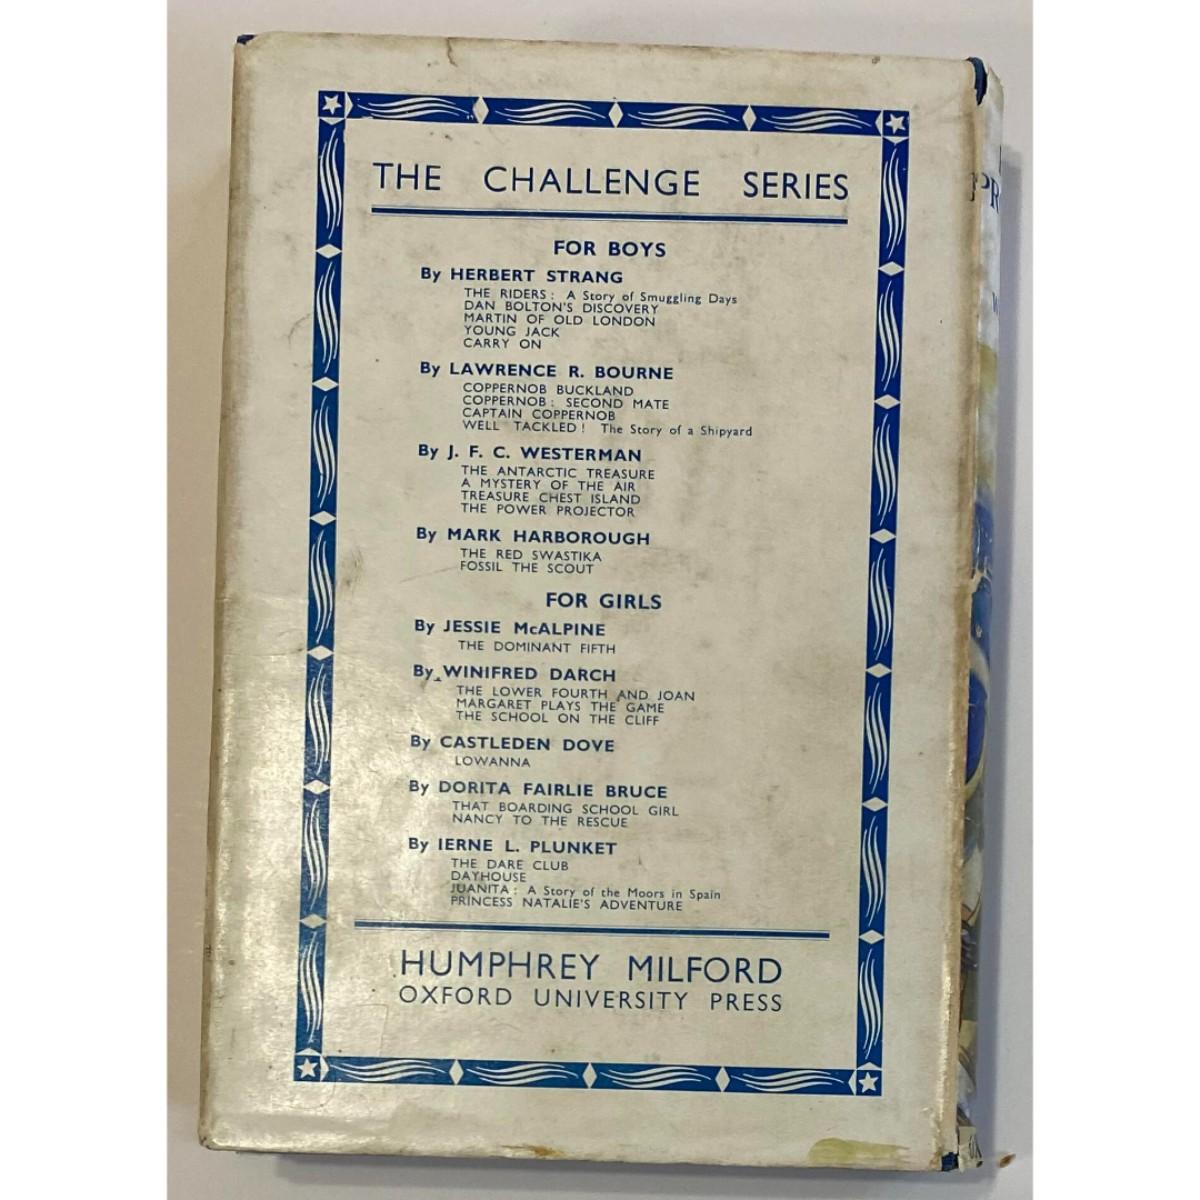 THE CHALLENGE SERIES
FOR BOYS
By HERBERT STRANG
THE RIDERS: A Story of Smuggling Days
DAN BOLTON'S DISCOVERY
MARTIN OF OLD LONDON
YOUNG JACK
CARRY ON
By LAWRENCE R. BOURNE
COPPERNOB BUCKLAND
COPPERNOB: SECOND MATE
CAPTAIN COPPERNOB
WELL TACKLED! The Story of a Shipyard
By J. F. C. WESTERMAN
THE ANTARCTIC TREASURE
A MYSTERY OF THE AIR
TREASURE CHEST ISLAND
THE POWER PROJECTOR
By MARK HARBOROUGH
THE RED SWASTIKA
FOSSIL THE SCOUT
FOR GIRLS
By JESSIE McALPINE
THE DOMINANT FIFTH
By WINIFRED DARCH
THE LOWER FOURTH AND JOAN
MARGARET PLAYS THE GAME
THE SCHOOL ON THE CLIFF
By CASTLEDEN DOVE
LOWANNA
By DORITA FAIRLIE BRUCE
THAT BOARDING SCHOOL GIRL
NANCY TO THE RESCUE
By IERNE L. PLUNKET
THE DARE CLUB
DAYHOUSE
JUANITA: A Story of the Moors in Spain
PRINCESS NATALIE'S ADVENTURE
HUMPHREY MILFORD
OXFORD UNIVERSITY PRESS